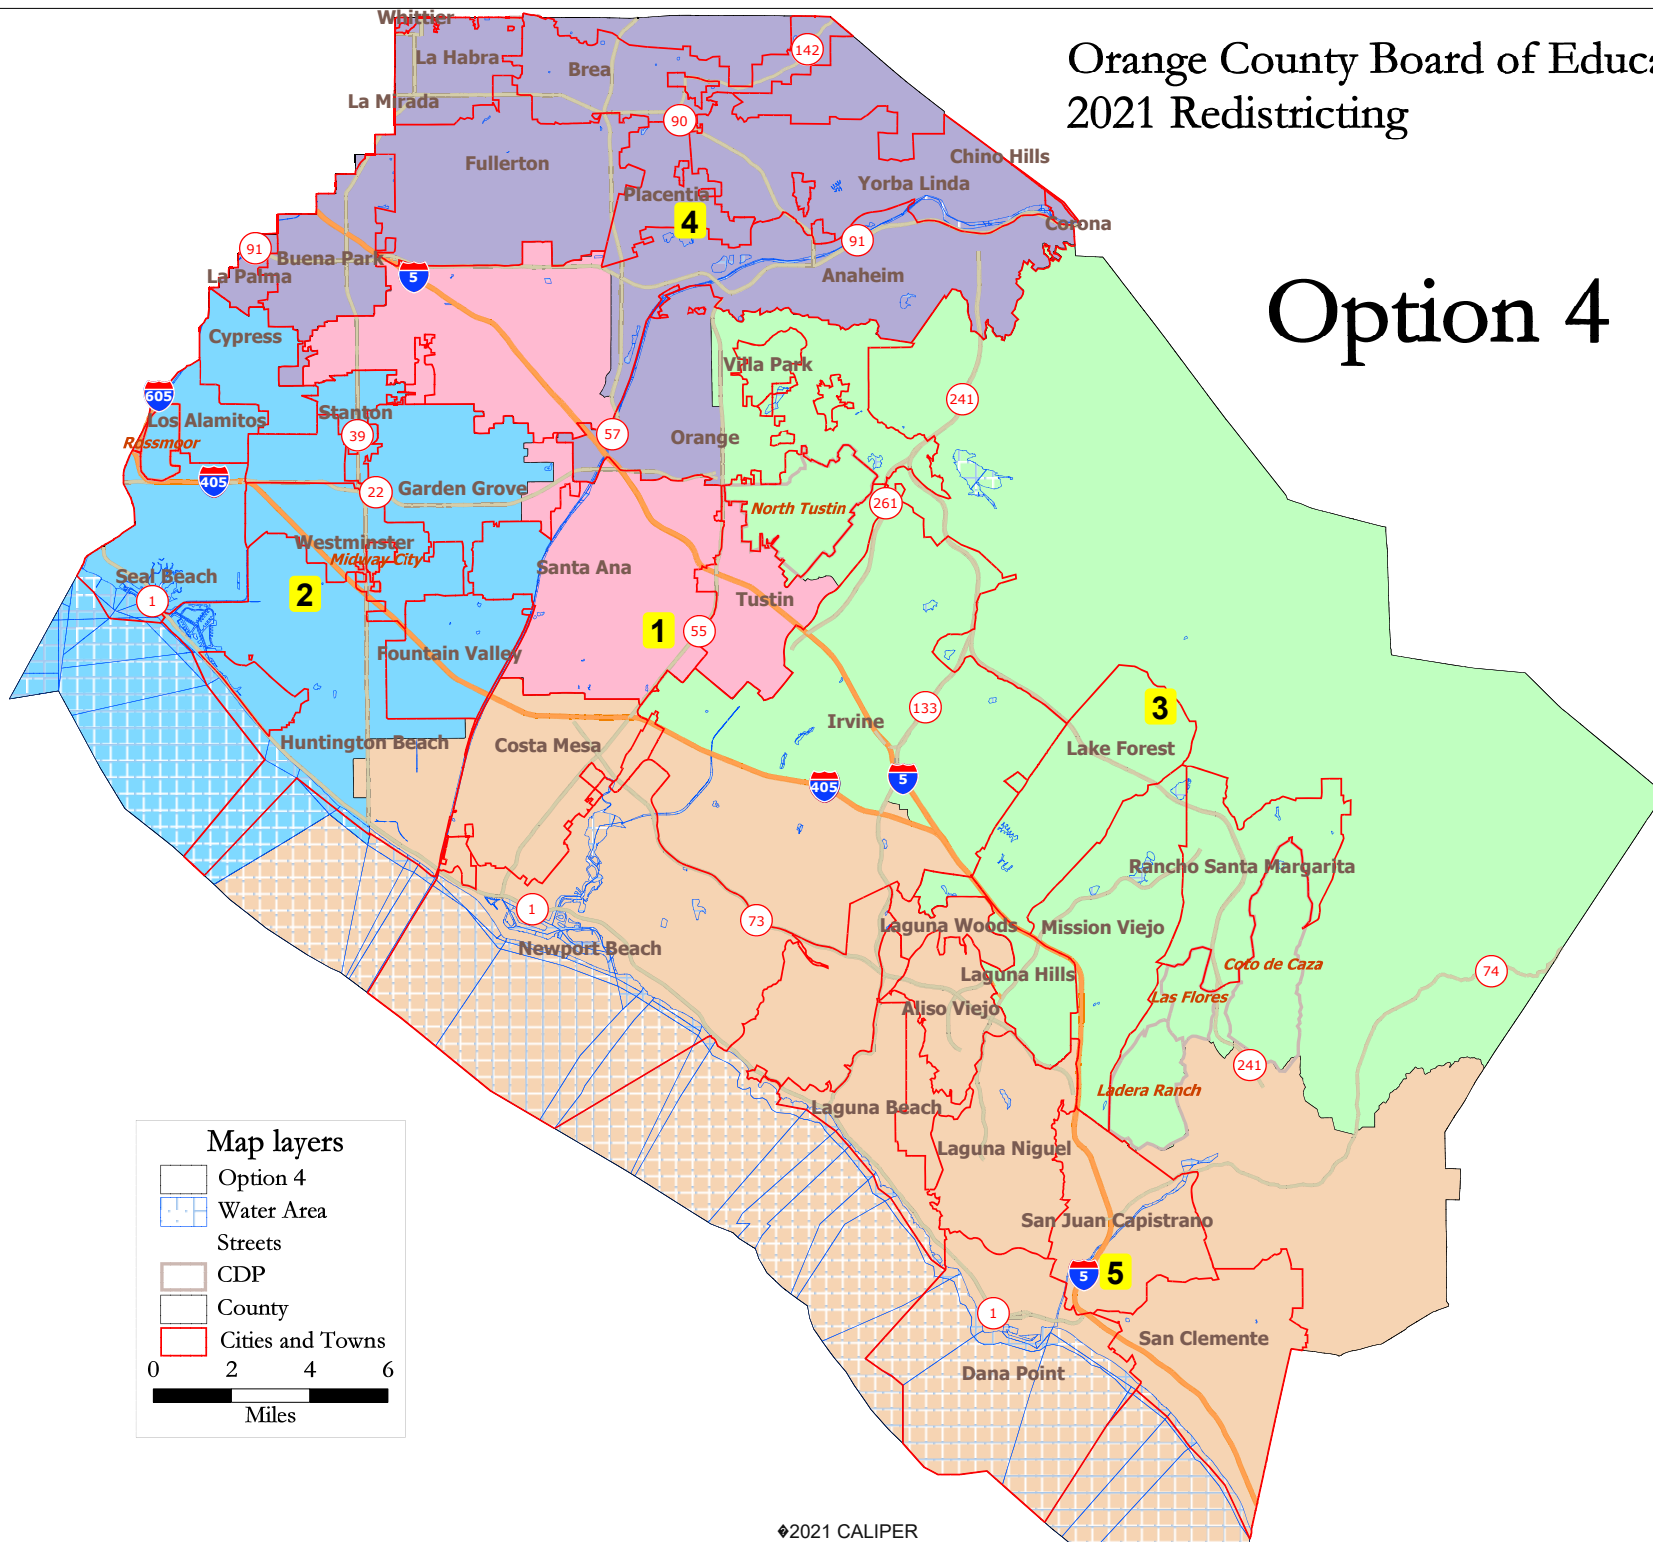 Orange County Board of Educa
2021 Redistricting
Option 4
Whittier
La Habra
Brea
142
La Mirada
90
Fullerton
Chino Hills
Yorba Linda
Placentia
4
Corona
91
91
Buena Park
La Palma
5
Anaheim
Cypress
Villa Park
605
241
Los Alamitos
Stanton
39
57
Orange
Rossmoor
405
22
Garden Grove
North Tustin
261
Westminster
Midway City
Santa Ana
Seal Beach
1
2
Tustin
1
55
Fountain Valley
3
133
Irvine
Lake Forest
Huntington Beach
Costa Mesa
405
5
Rancho Santa Margarita
1
73
Laguna Woods
Mission Viejo
Newport Beach
Laguna Hills
Coto de Caza
74
Las Flores
Aliso Viejo
241
Ladera Ranch
Laguna Beach
Laguna Niguel
San Juan Capistrano
5
5
1
San Clemente
Dana Point
Map layers
Option 4
Water Area
Streets
CDP
County
Cities and Towns
0 2 4 6
Miles
�2021 CALIPER